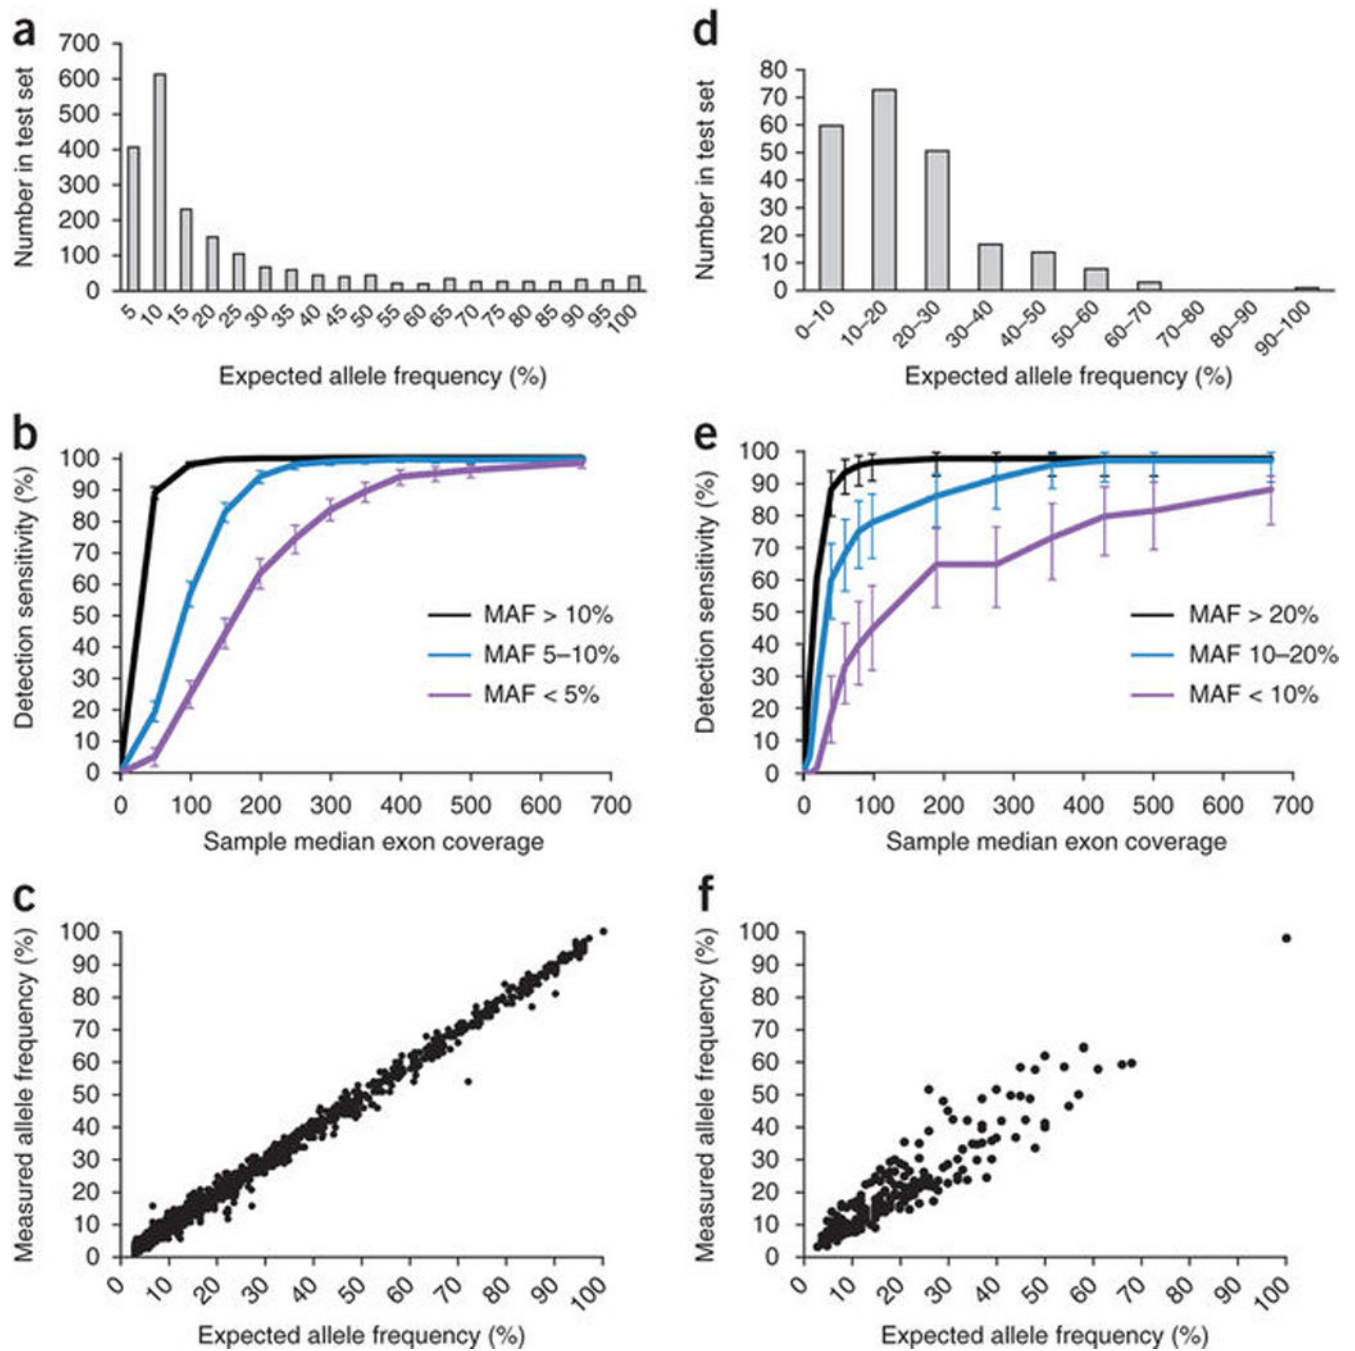 a
700
600
500
400
300
200
100
0
Number in test set
5 10 15 20 25 30 35 40 45 50 55 60 65 70 75 80 85 90 95 100
Expected allele frequency (%)
d
80
70
60
50
40
30
20
10
0
Number in test set
0–10 10–20 20–30 30–40 40–50 50–60 60–70 70–80 80–90 90–100
Expected allele frequency (%)
b
100
90
80
70
60
50
40
30
20
10
0
Detection sensitivity (%)
MAF > 10%
MAF 5–10%
MAF < 5%
0 100 200 300 400 500 600 700
Sample median exon coverage
e
100
90
80
70
60
50
40
30
20
10
0
Detection sensitivity (%)
MAF > 20%
MAF 10–20%
MAF < 10%
0 100 200 300 400 500 600 700
Sample median exon coverage
c
100
90
80
70
60
50
40
30
20
10
0
Measured allele frequency (%)
0 10 20 30 40 50 60 70 80 90 100
Expected allele frequency (%)
f
100
90
80
70
60
50
40
30
20
10
0
Measured allele frequency (%)
0 10 20 30 40 50 60 70 80 90 100
Expected allele frequency (%)